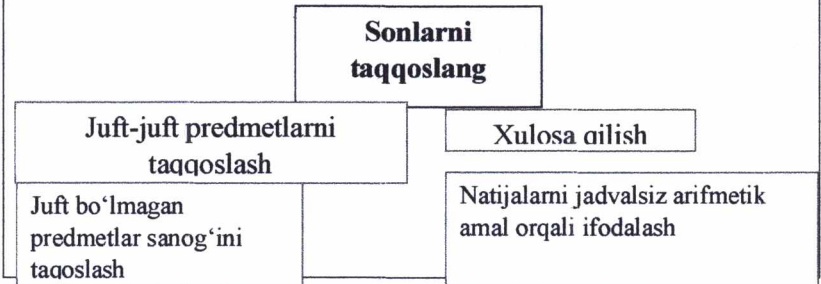 Sonlarni
taqqoslang
Juft-juft predmetlarni
taqqoslash
Xulosa qilish
Juft bo‘lmagan
predmetlar sanog‘ini
taqoslash
Natijalarni jadvalsiz arifmetik
amal orqali ifodalash